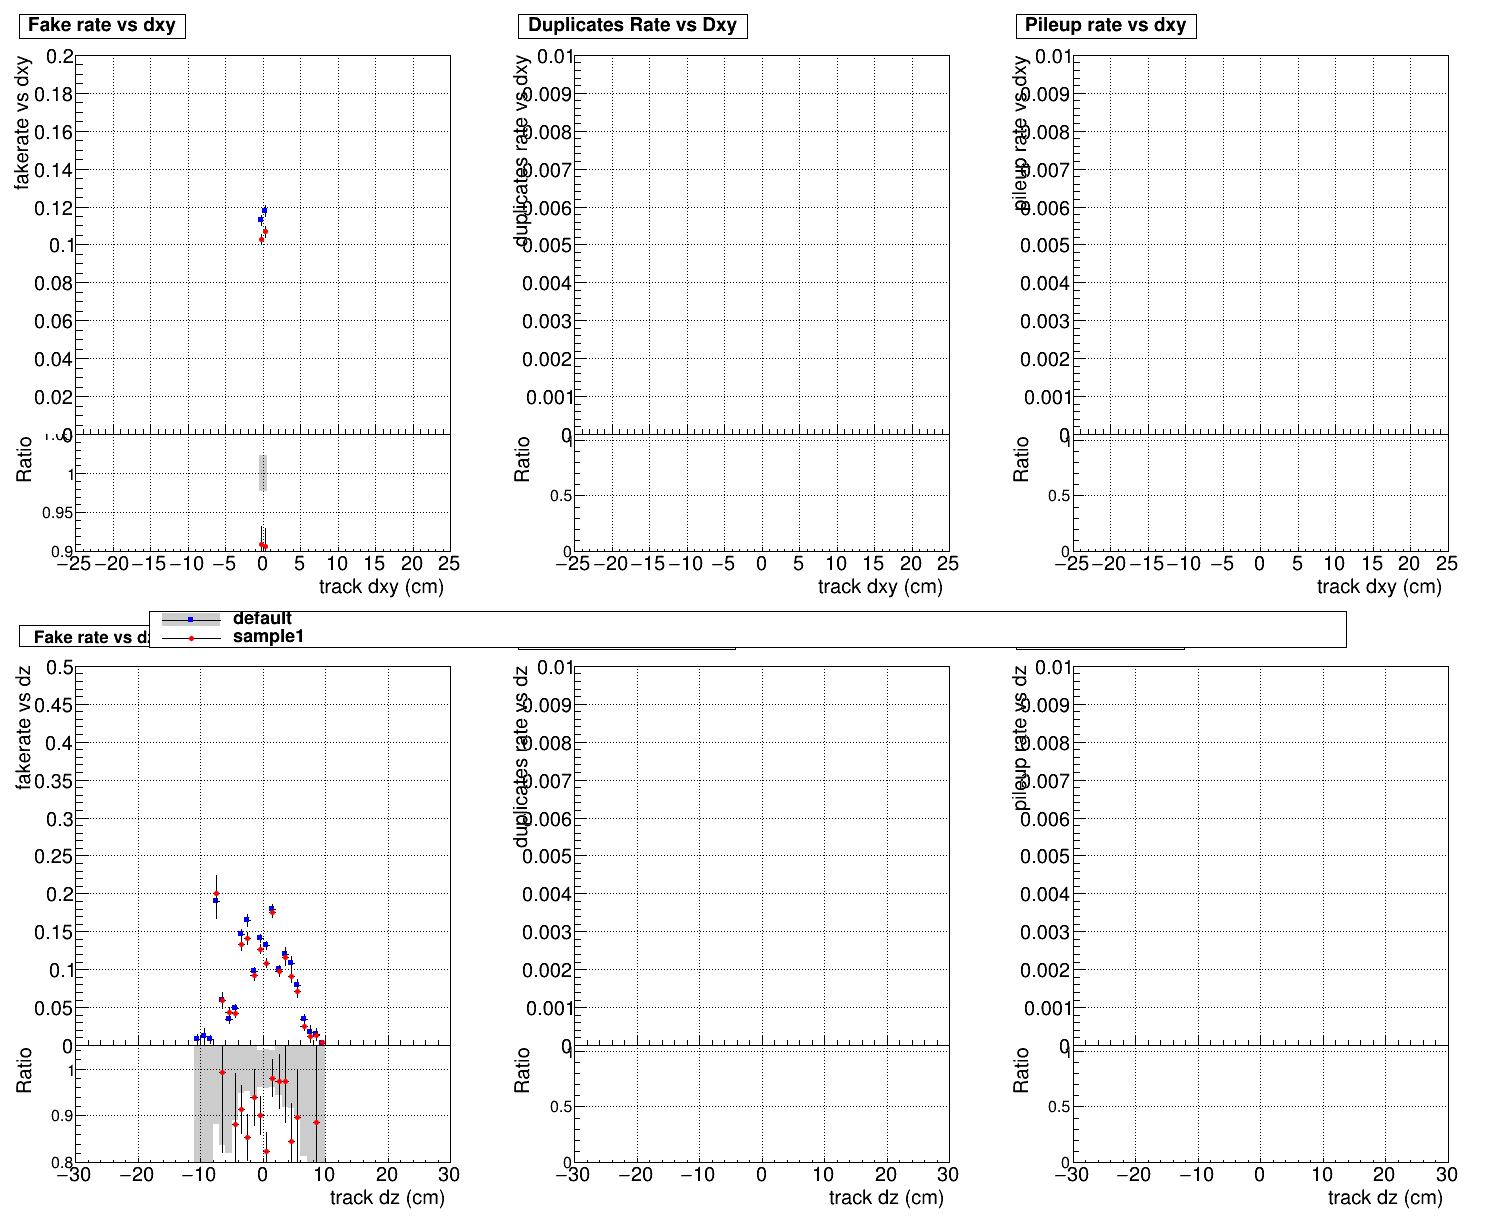 Fake rate vs dxy
Duplicates Rate vs Dxy
Pileup rate vs dxy
fakerate vs dxy
0.2
0.18
0.16
0.14
0.12
0.1
0.08
0.06
0.04
0.02
0
Ratio
1
0.95
0.9
−25 −20 −15 −10 −5 0 5 10 15 20 25
track dxy (cm)
duplicates rate vs dxy
0.01
0.009
0.008
0.007
0.006
0.005
0.004
0.003
0.002
0.001
0
Ratio
1
0.5
0
−25 −20 −15 −10 −5 0 5 10 15 20 25
track dxy (cm)
pileup rate vs dxy
0.01
0.009
0.008
0.007
0.006
0.005
0.004
0.003
0.002
0.001
0
Ratio
1
0.5
0
−25 −20 −15 −10 −5 0 5 10 15 20 25
track dxy (cm)
default
sample1
Fake rate vs dz
fakerate vs dz
0.5
0.45
0.4
0.35
0.3
0.25
0.2
0.15
0.1
0.05
0
Ratio
1
0.9
0.8
−30 −20 −10 0 10 20 30
track dz (cm)
duplicates rate vs dz
0.01
0.009
0.008
0.007
0.006
0.005
0.004
0.003
0.002
0.001
0
Ratio
1
0.5
0
−30 −20 −10 0 10 20 30
track dz (cm)
pileup rate vs dz
0.01
0.009
0.008
0.007
0.006
0.005
0.004
0.003
0.002
0.001
0
Ratio
1
0.5
0
−30 −20 −10 0 10 20 30
track dz (cm)